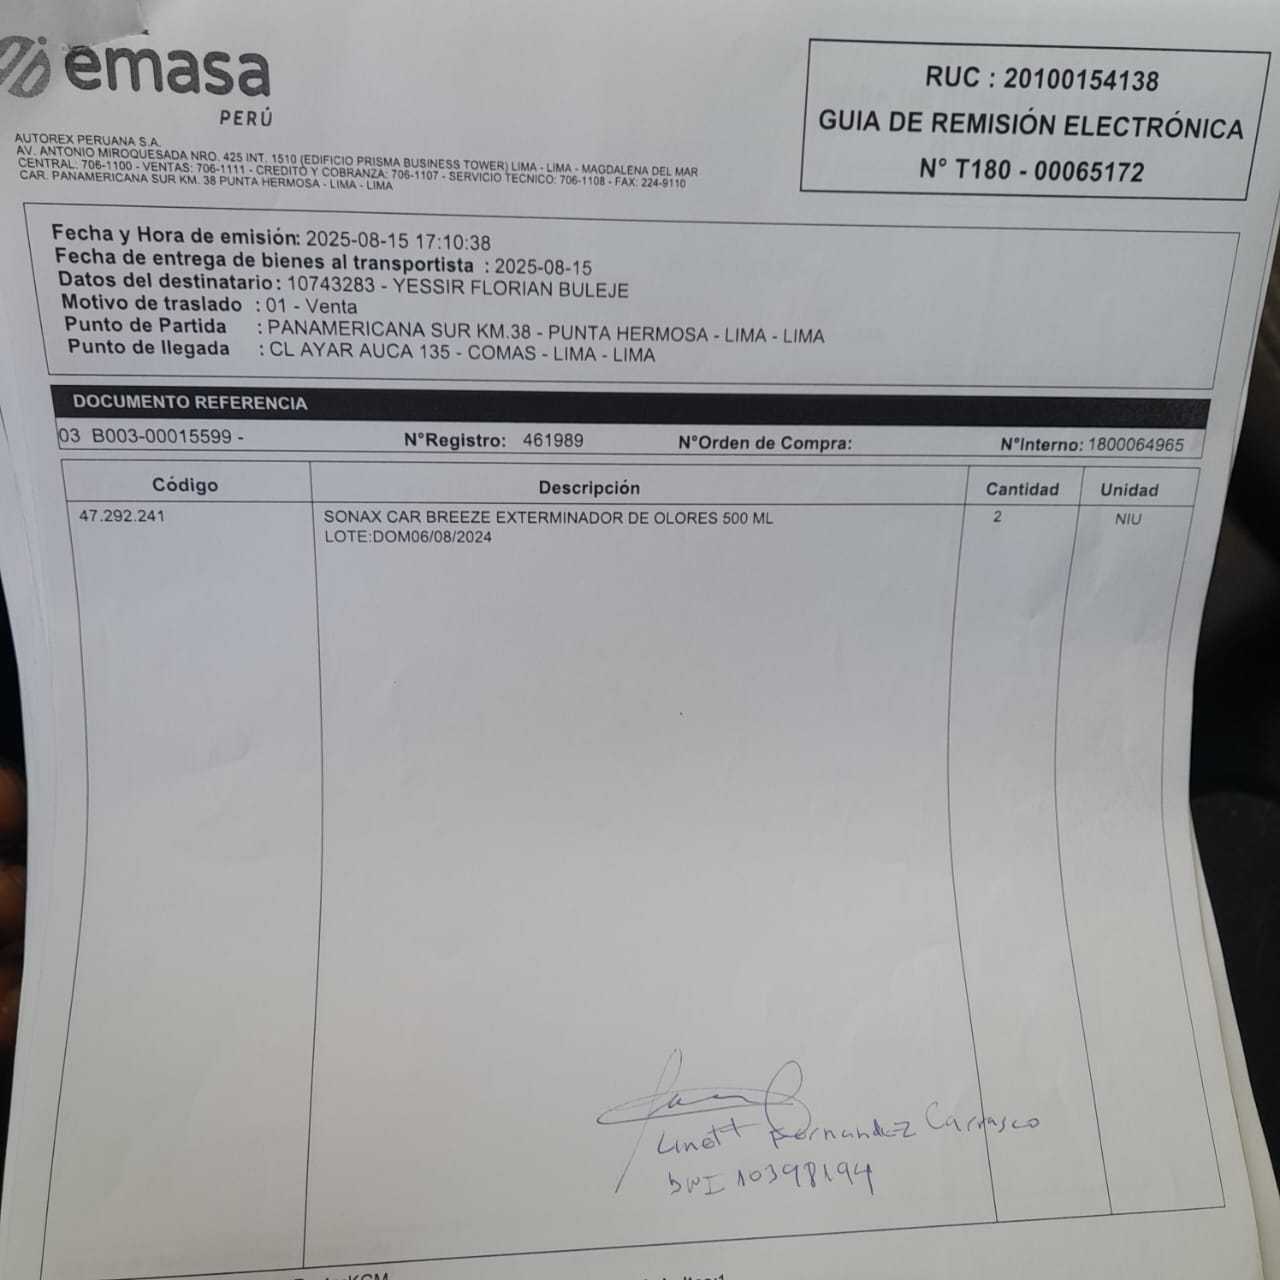 emasa
PERÚ
AUTOREX PERUANA S.A.
AV. ANTONIO MIROQUESADA NRO. 425 INT. 1510 (EDIFICIO PRISMA BUSINESS TOWER) LIMA - LIMA - MAGDALENA DEL MAR
CENTRAL: 706-1100 - VENTAS: 706-1111 - CREDITO Y COBRANZA: 706-1107 - SERVICIO TECNICO: 706-1108 - FAX: 224-9110
CAR. PANAMERICANA SUR KM. 38 PUNTA HERMOSA - LIMA - LIMA
RUC : 20100154138
GUIA DE REMISIÓN ELECTRÓNICA
N° T180 - 00065172
Fecha y Hora de emisión: 2025-08-15 17:10:38
Fecha de entrega de bienes al transportista : 2025-08-15
Datos del destinatario : 10743283 - YESSIR FLORIAN BULEJE
Motivo de traslado : 01 - Venta
Punto de Partida : PANAMERICANA SUR KM.38 - PUNTA HERMOSA - LIMA - LIMA
Punto de llegada : CL AYAR AUCA 135 - COMAS - LIMA - LIMA
DOCUMENTO REFERENCIA
03 B003-00015599 - N°Registro: 461989 N°Orden de Compra: N°Interno: 1800064965
Código Descripción Cantidad Unidad
47.292.241 SONAX CAR BREEZE EXTERMINADOR DE OLORES 500 ML 2 NIU
LOTE:DOM06/08/2024
Linett Fernandez Carrasco
DNI 10398194